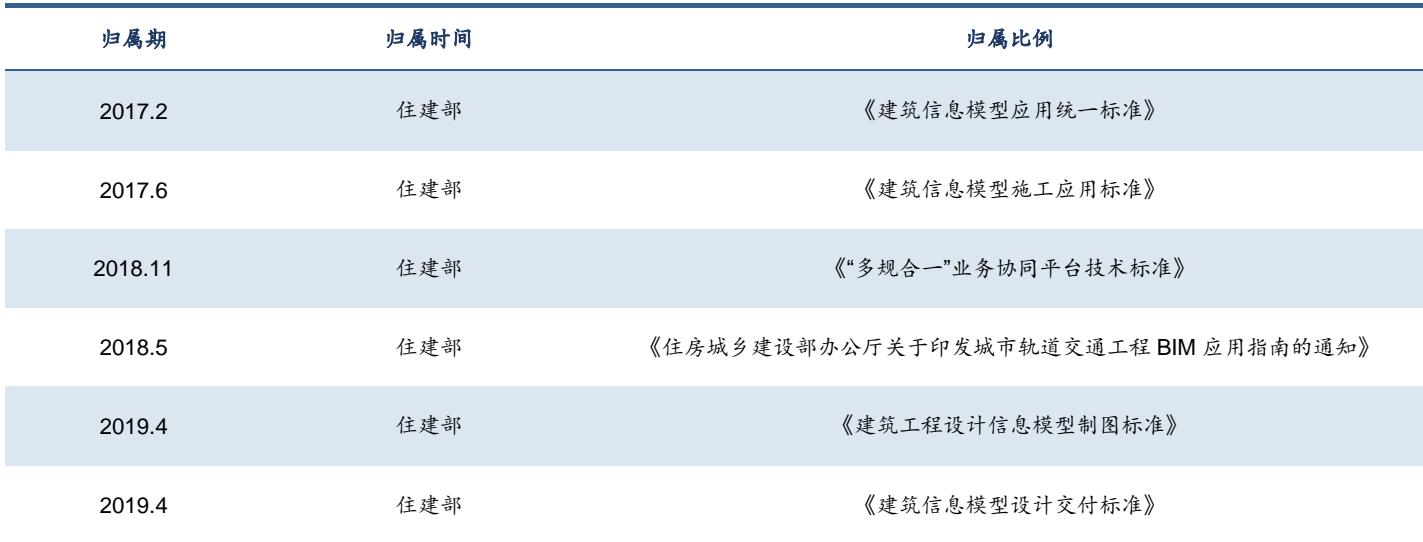 归属期 归属时间 归属比例
2017.2 住建部 《建筑信息模型应用统一标准》
2017.6 住建部 《建筑信息模型施工应用标准》
2018.11 住建部 《“多规合一”业务协同平台技术标准》
2018.5 住建部 《住房城乡建设部办公厅关于印发城市轨道交通工程 BIM 应用指南的通知》
2019.4 住建部 《建筑工程设计信息模型制图标准》
2019.4 住建部 《建筑信息模型设计交付标准》